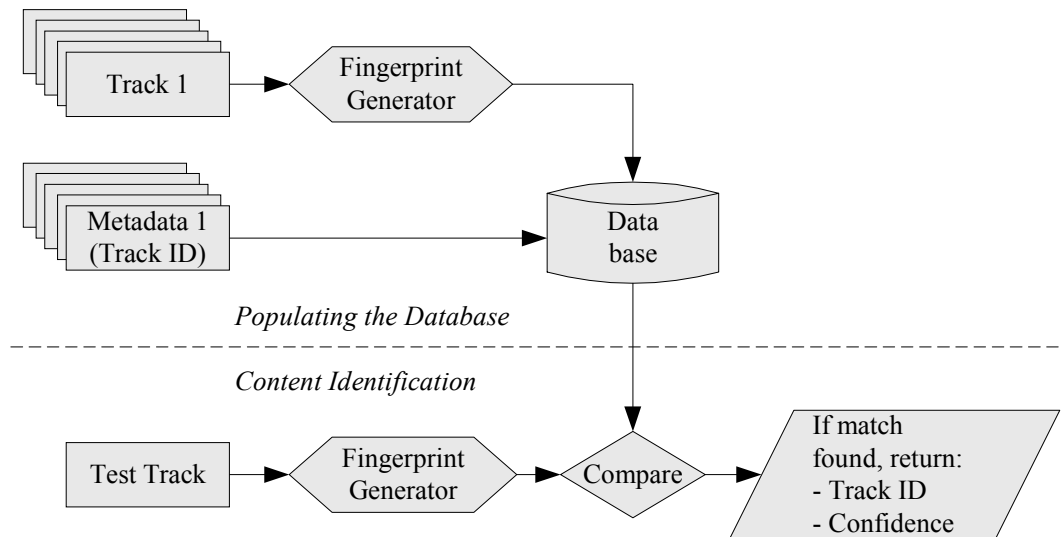 Track 1
Fingerprint
Generator
Metadada 1
(Track ID)
Data
base
Populating the Database
Content Identification
Test Track
Fingerprint
Generator
Compare
If match
found, return:
- Track ID
- Confidence